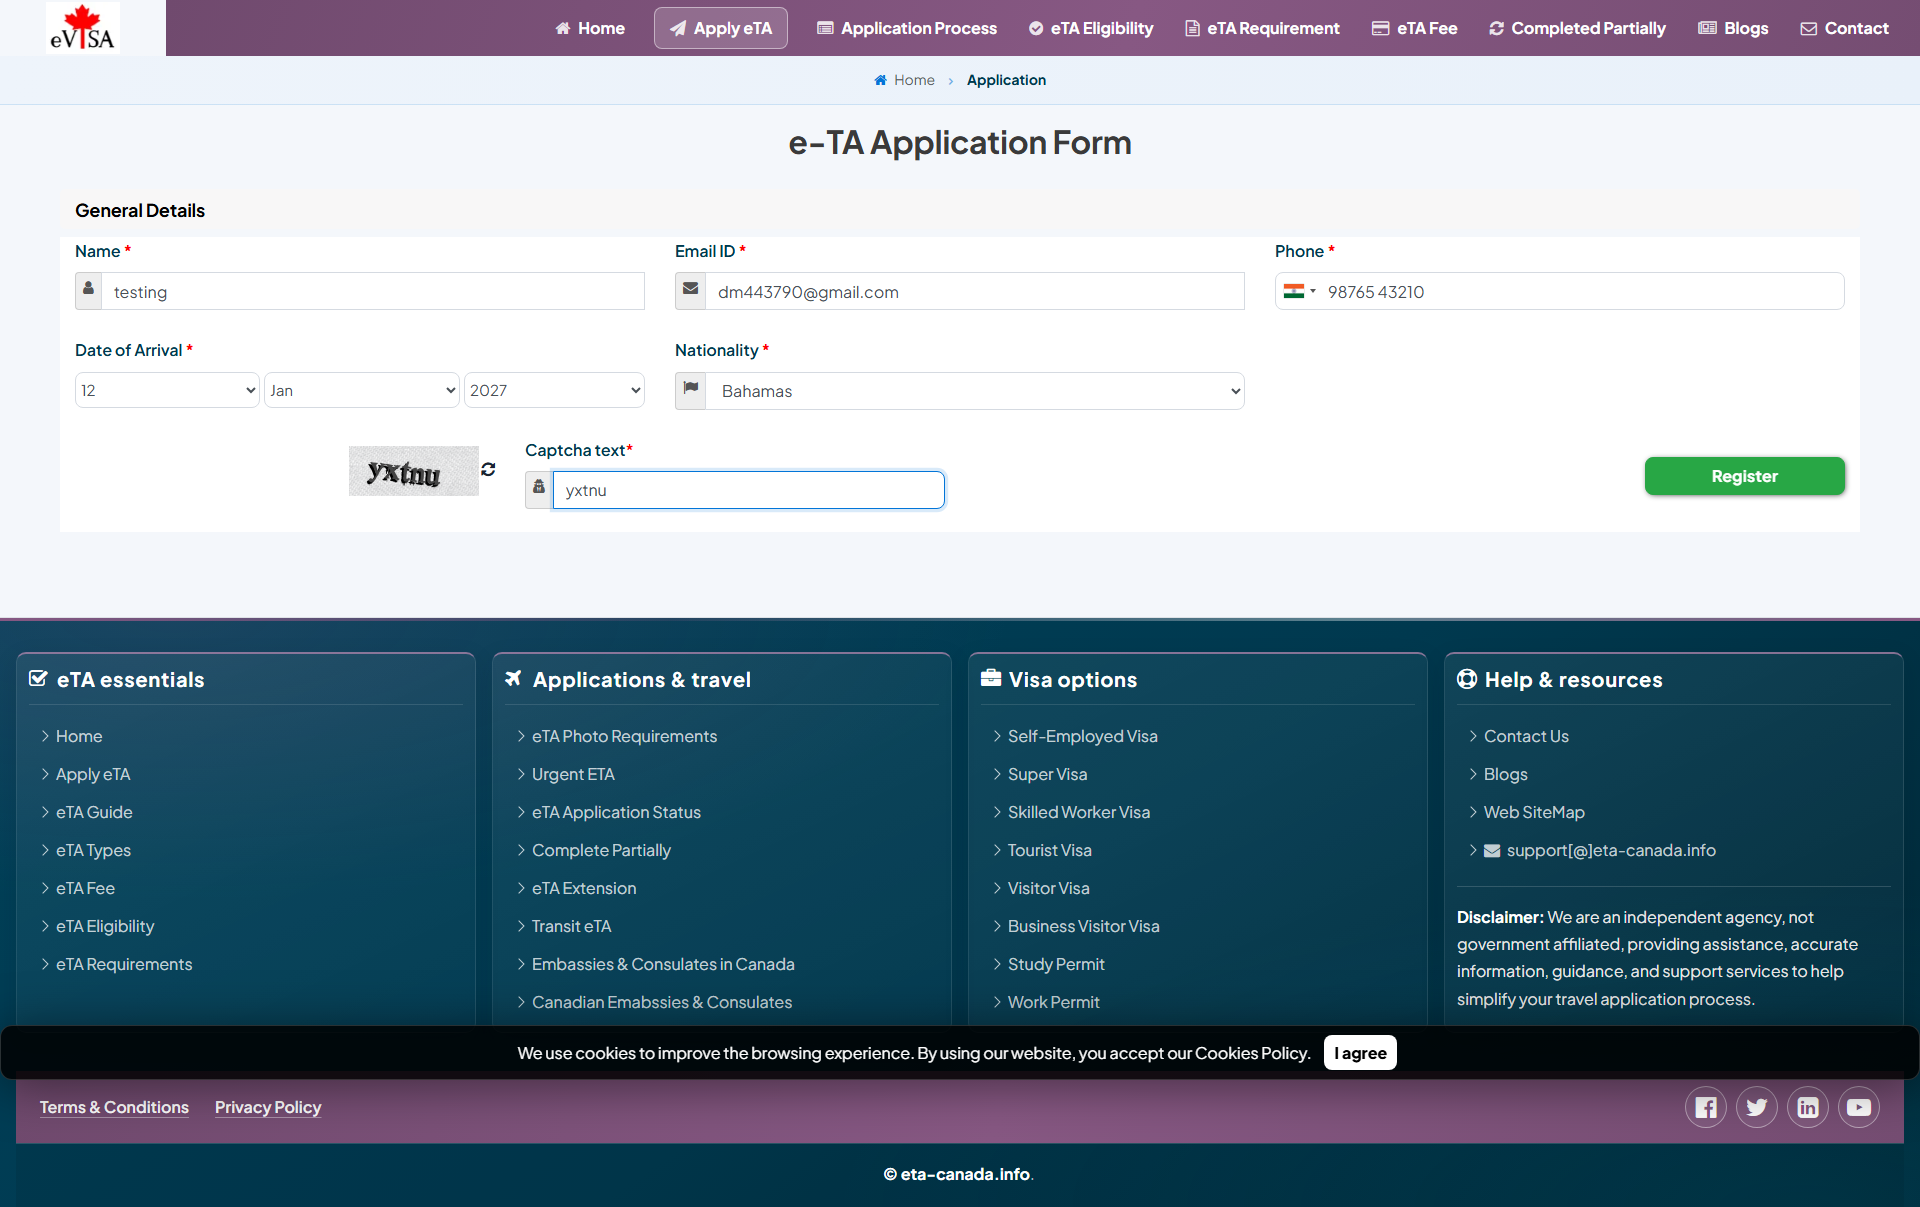 eVISA
Home
Apply eTA
Application Process
eTA Eligibility
eTA Requirement
eTA Fee
Completed Partially
Blogs
Contact
Home › Application
e-TA Application Form
General Details
Name *
testing
Email ID *
dm443790@gmail.com
Phone *
98765 43210
Date of Arrival *
12
Jan
2027
Nationality *
Bahamas
yxtnu
Captcha text*
yxtnu
Register
eTA essentials
Home
Apply eTA
eTA Guide
eTA Types
eTA Fee
eTA Eligibility
eTA Requirements
Applications & travel
eTA Photo Requirements
Urgent ETA
eTA Application Status
Complete Partially
eTA Extension
Transit eTA
Embassies & Consulates in Canada
Canadian Emabssies & Consulates
Visa options
Self-Employed Visa
Super Visa
Skilled Worker Visa
Tourist Visa
Visitor Visa
Business Visitor Visa
Study Permit
Work Permit
Help & resources
Contact Us
Blogs
Web SiteMap
support[@]eta-canada.info
Disclaimer: We are an independent agency, not
government affiliated, providing assistance, accurate
information, guidance, and support services to help
simplify your travel application process.
We use cookies to improve the browsing experience. By using our website, you accept our Cookies Policy.
I agree
Terms & Conditions
Privacy Policy
© eta-canada.info.